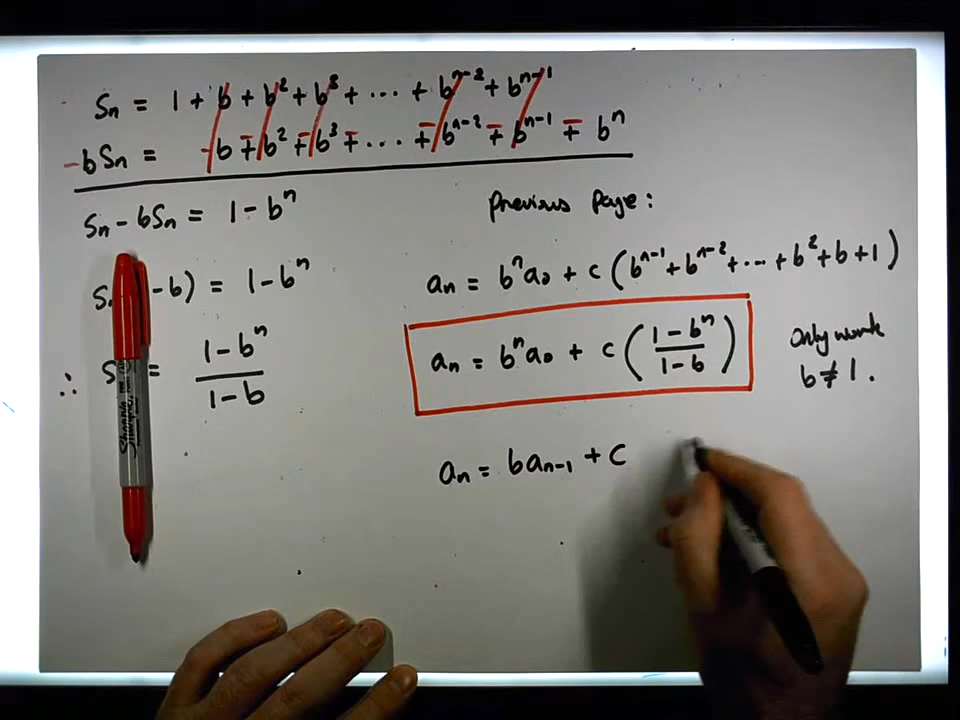 Sn = 1 + b + b² + b³ + ... + bⁿ⁻² + bⁿ⁻¹
-bSn = -b ∓ b² ∓ b³ ∓ ... ∓ bⁿ⁻² ∓ bⁿ⁻¹ ∓ bⁿ
Sn - bSn = 1 - bⁿ
- b) = 1 - bⁿ
∴ S = (1 - bⁿ)/(1 - b)
Sharpie
Previous Page:
an = bⁿa₀ + c (bⁿ⁻¹ + bⁿ⁻² + ... + b² + b + 1)
an = bⁿa₀ + c ((1 - bⁿ)/(1 - b))
Only work
b ≠ 1.
an = ban-1 + c